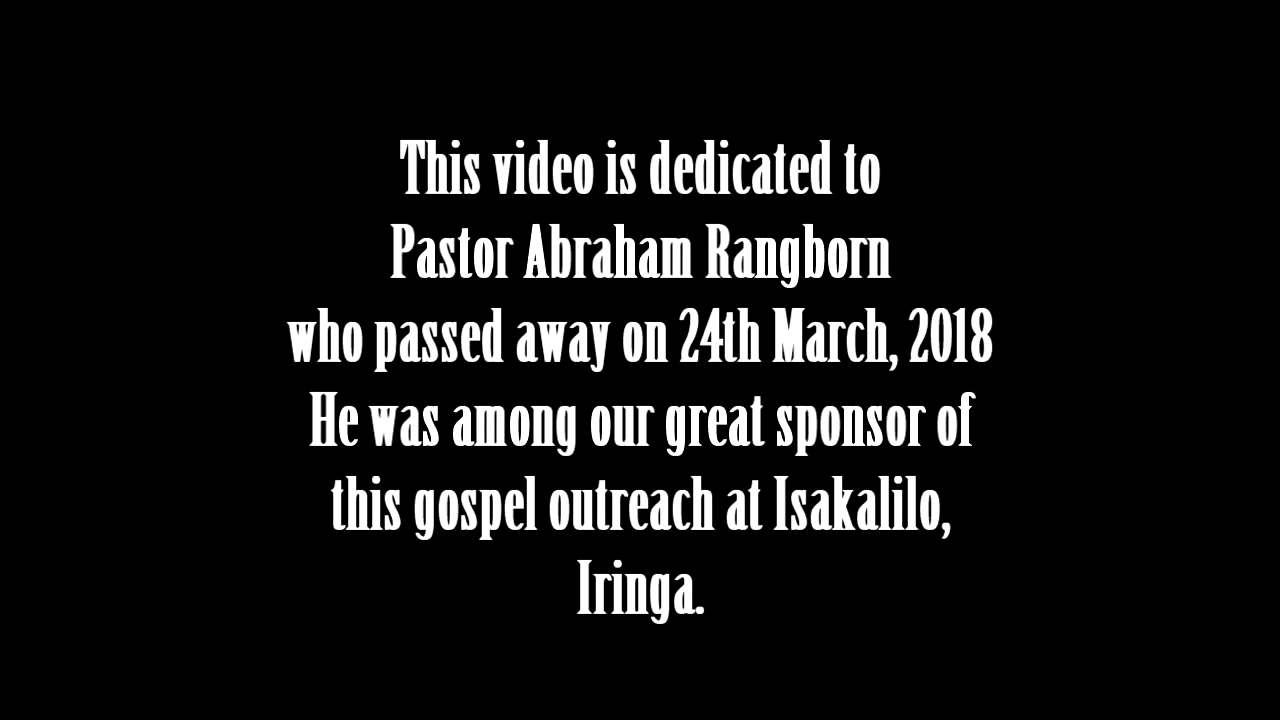 This video is dedicated to
Pastor Abraham Rangborn
who passed away on 24th March, 2018
He was among our great sponsor of
this gospel outreach at Isakalilo,
Iringa.